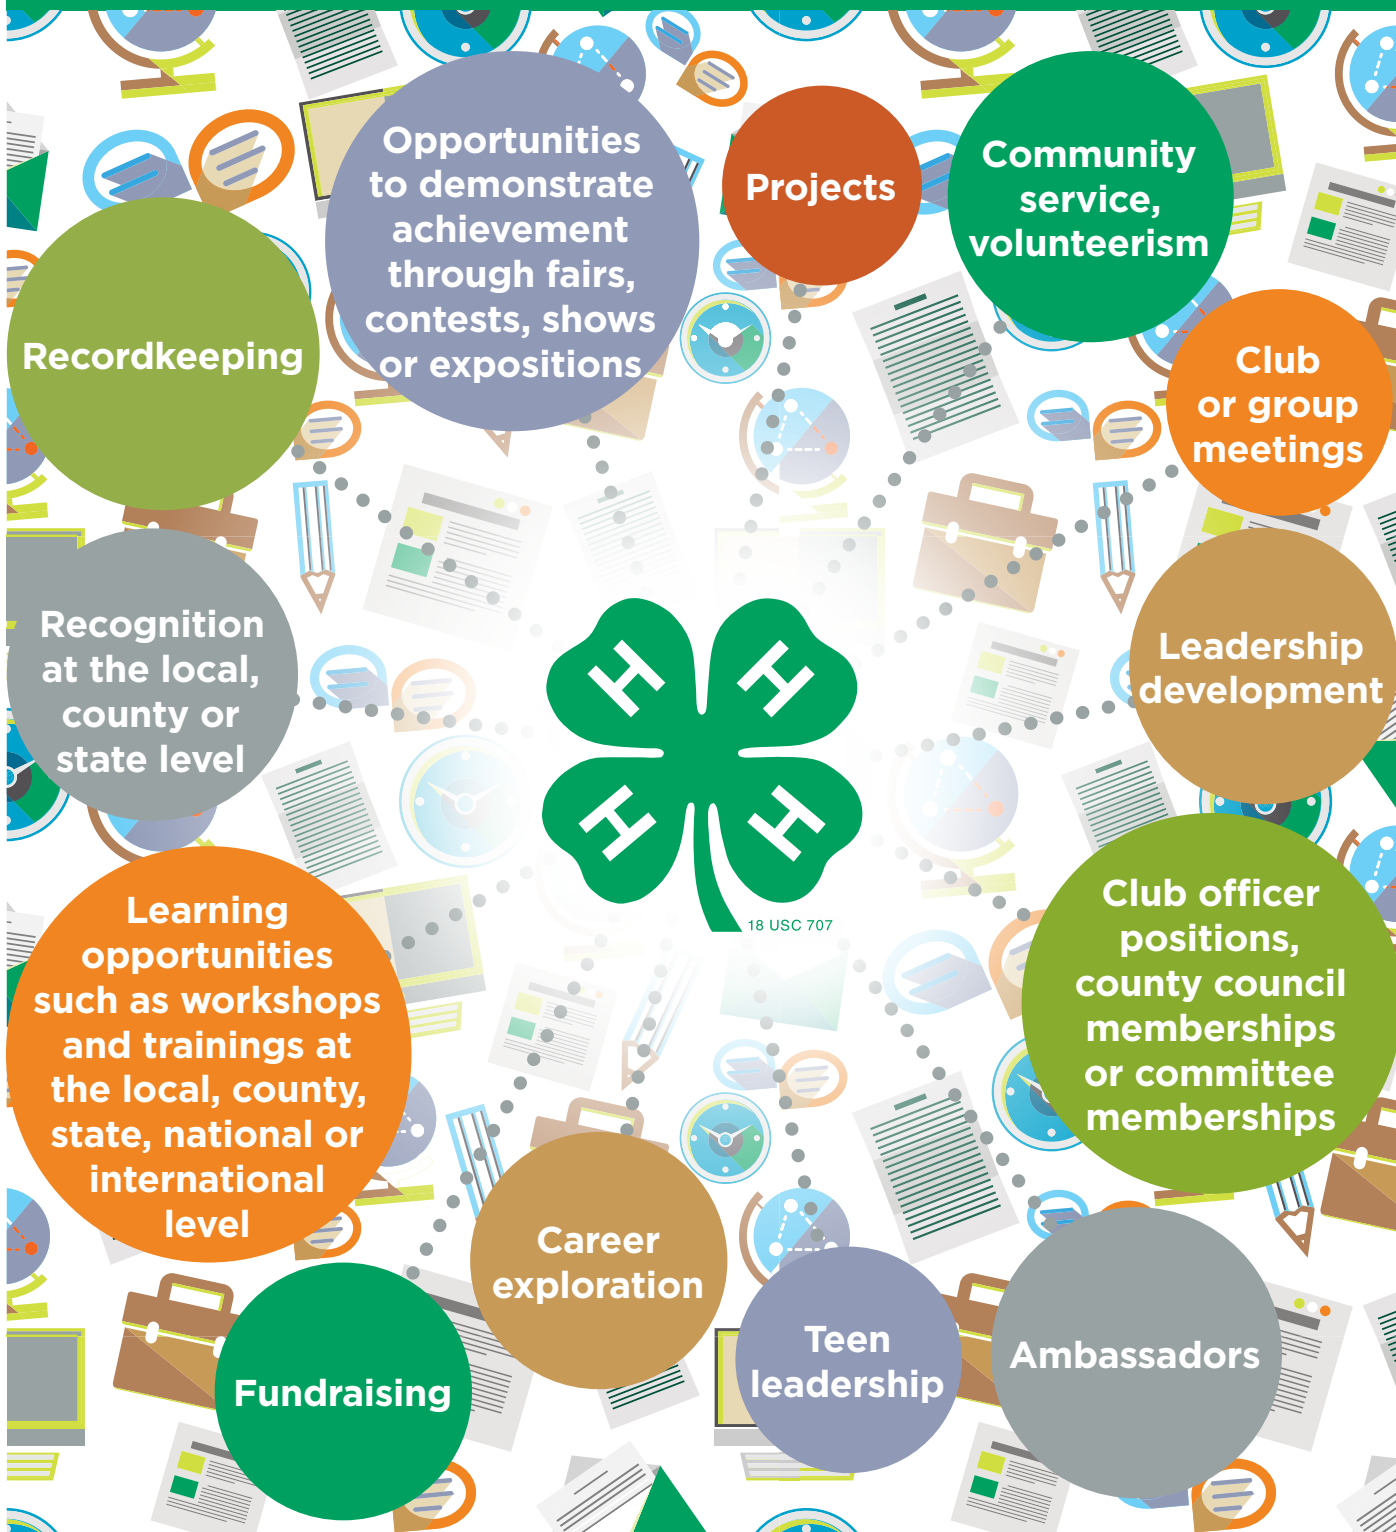 Opportunities
to demonstrate
achievement
through fairs,
contests, shows
or expositions
Projects
Community
service,
volunteerism
Recordkeeping
Club
or group
meetings
Recognition
at the local,
county or
state level
Leadership
development
H H
H H
18 USC 707
Learning
opportunities
such as workshops
and trainings at
the local, county,
state, national or
international
level
Club officer
positions,
county council
memberships
or committee
memberships
Career
exploration
Teen
leadership
Ambassadors
Fundraising